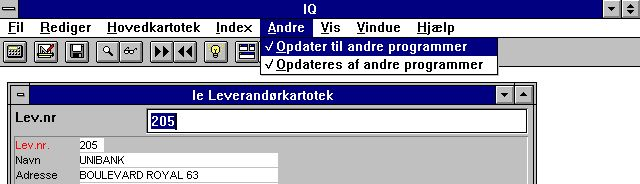 IQ
Fil Rediger Hovedkartotek Index Andre Vis Vindue Hjælp
✓ Opdater til andre programmer
✓ Opdateres af andre programmer
le Leverandørkartotek
Lev.nr 205
Lev.nr. 205
Navn UNIBANK
Adresse BOULEVARD ROYAL 63